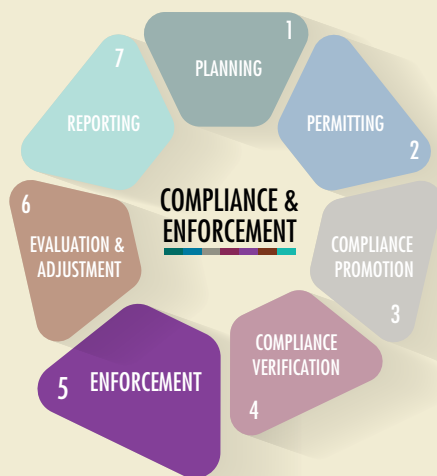 COMPLIANCE &
ENFORCEMENT
1
PLANNING
PERMITTING
2
COMPLIANCE
PROMOTION
3
COMPLIANCE
VERIFICATION
4
5 ENFORCEMENT
6
EVALUATION &
ADJUSTMENT
7
REPORTING